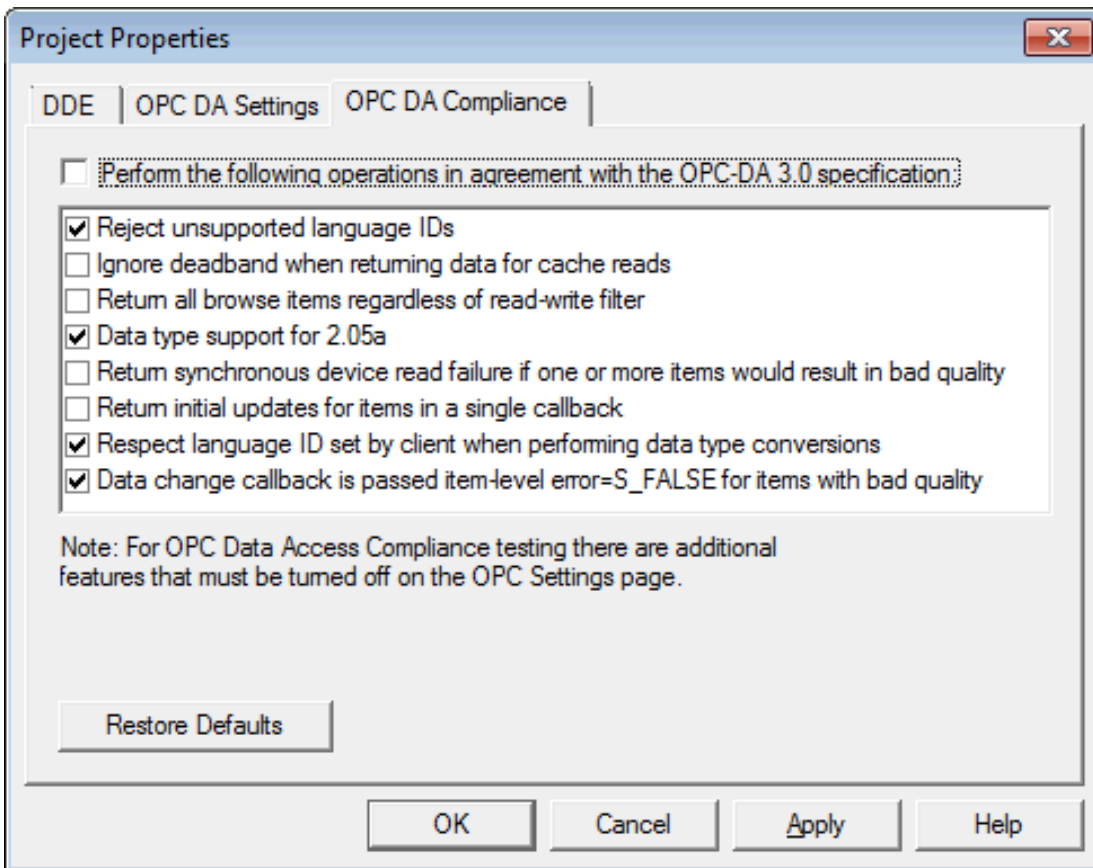 Project Properties
DDE OPC DA Settings OPC DA Compliance
Perform the following operations in agreement with the OPC-DA 3.0 specification:
Reject unsupported language IDs
Ignore deadband when returning data for cache reads
Return all browse items regardless of read-write filter
Data type support for 2.05a
Return synchronous device read failure if one or more items would result in bad quality
Return initial updates for items in a single callback
Respect language ID set by client when performing data type conversions
Data change callback is passed item-level error=S_FALSE for items with bad quality
Note: For OPC Data Access Compliance testing there are additional
features that must be turned off on the OPC Settings page.
Restore Defaults
OK Cancel Apply Help